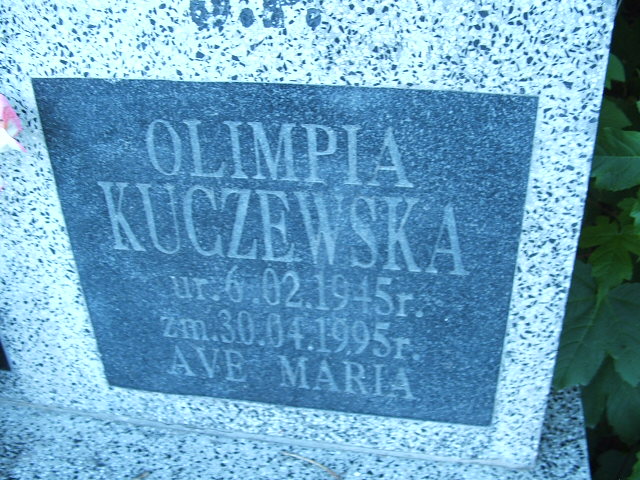 OLIMPIA
KUCZEWSKA
ur. 6.02.1945r.
zm.30.04.1995r.
AVE MARIA